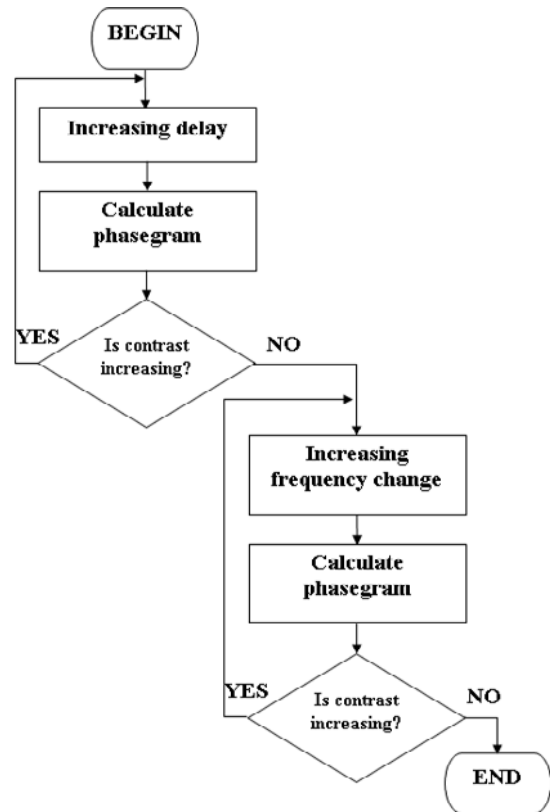 BEGIN
Increasing delay
Calculate
phasegram
YES
Is contrast
increasing?
NO
Increasing
frequency change
Calculate
phasegram
YES
Is contrast
increasing?
NO
END